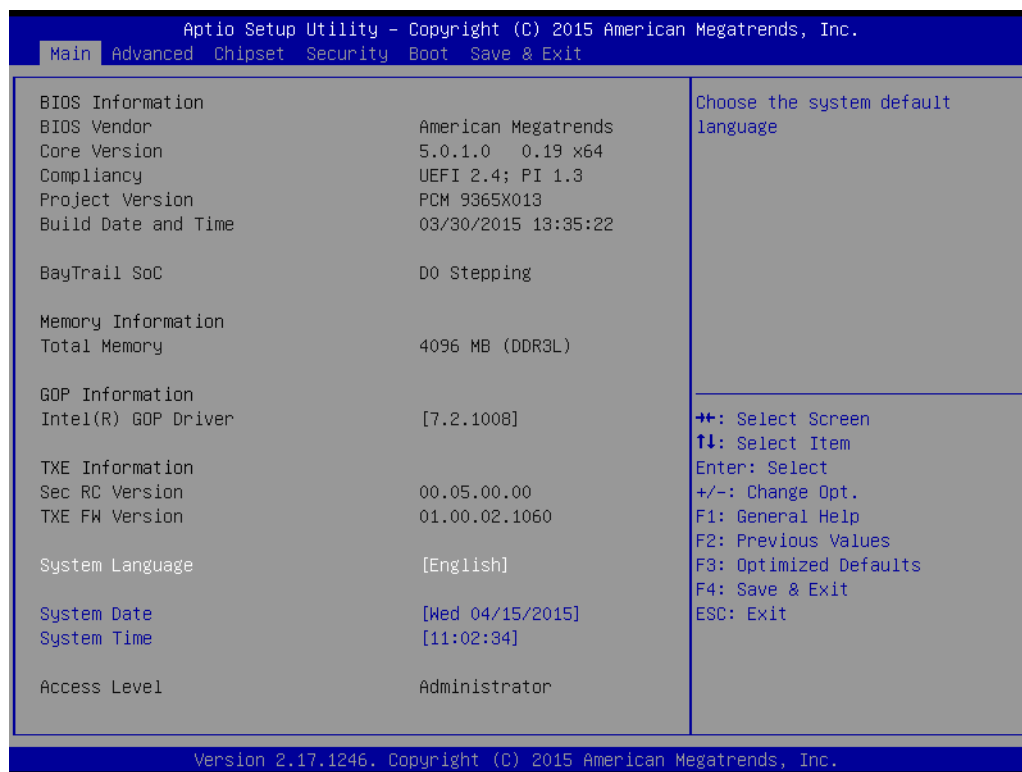 Aptio Setup Utility – Copyright (C) 2015 American Megatrends, Inc.
Main Advanced Chipset Security Boot Save & Exit
BIOS Information
BIOS Vendor American Megatrends
Core Version 5.0.1.0 0.19 x64
Compliancy UEFI 2.4; PI 1.3
Project Version PCM 9365X013
Build Date and Time 03/30/2015 13:35:22
BayTrail SoC D0 Stepping
Memory Information
Total Memory 4096 MB (DDR3L)
GOP Information
Intel(R) GOP Driver [7.2.1008]
TXE Information
Sec RC Version 00.05.00.00
TXE FW Version 01.00.02.1060
System Language [English]
System Date [Wed 04/15/2015]
System Time [11:02:34]
Access Level Administrator
Choose the system default
language
→←: Select Screen
↑↓: Select Item
Enter: Select
+/-: Change Opt.
F1: General Help
F2: Previous Values
F3: Optimized Defaults
F4: Save & Exit
ESC: Exit
Version 2.17.1246. Copyright (C) 2015 American Megatrends, Inc.